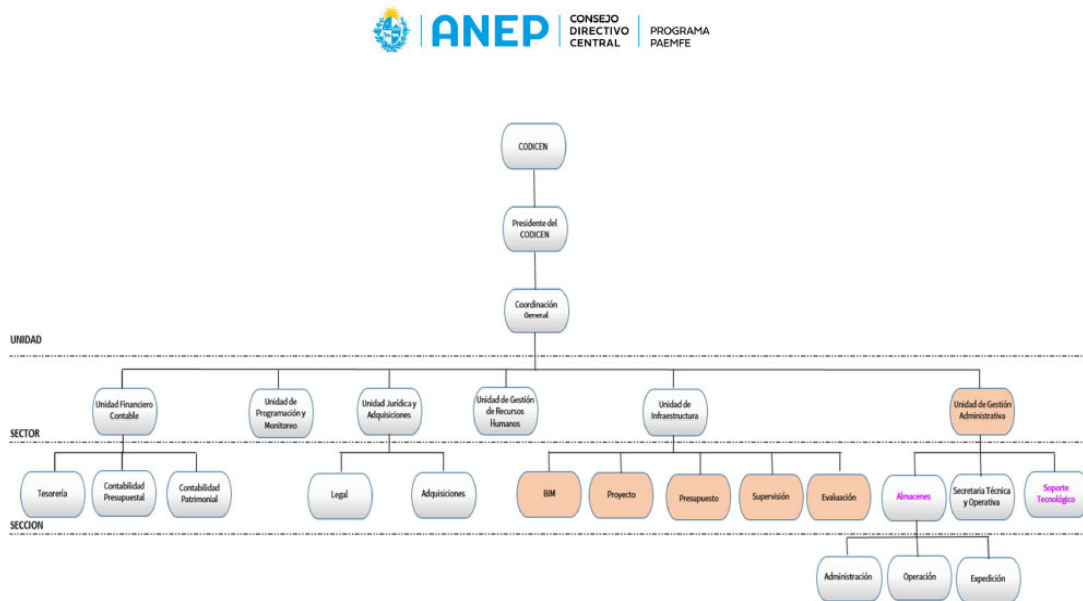 ANEP
CONSEJO
DIRECTIVO
CENTRAL
PROGRAMA
PAEMFE
CODICEN
Presidente del
CODICEN
Coordinación
General
UNIDAD
Unidad Financiero
Contable
Unidad de
Programación y
Monitoreo
Unidad Jurídica y
Adquisiciones
Unidad de Gestión
de Recursos
Humanos
Unidad de
Infraestructura
Unidad de Gestión
Administrativa
SECTOR
Tesorería
Contabilidad
Presupuestal
Contabilidad
Patrimonial
Legal
Adquisiciones
BIM
Proyecto
Presupuesto
Supervisión
Evaluación
Almacenes
Secretaria Técnica
y Operativa
Soporte
Tecnológico
SECCION
Administración
Operación
Expedición